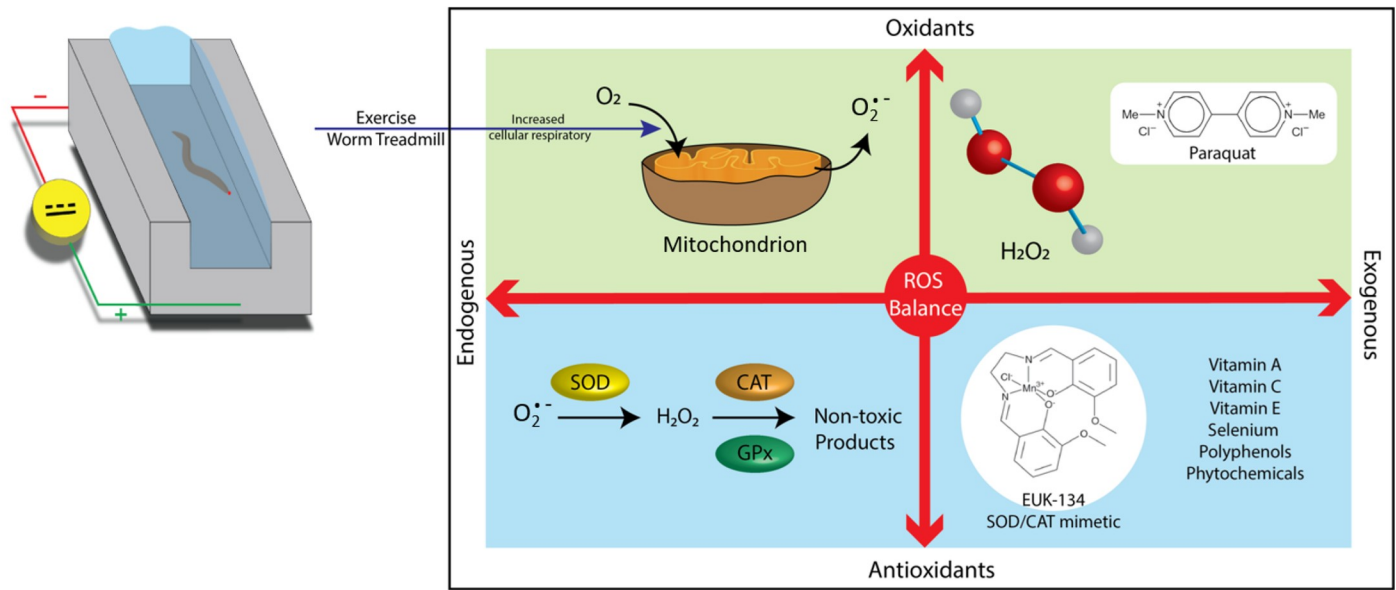 −
+
Exercise
Worm Treadmill
Increased
cellular respiratory
Oxidants
Endogenous
Exogenous
Antioxidants
O₂
O₂•-
Mitochondrion
H₂O₂
Me
N
+
Cl⁻
+
N
Me
Cl⁻
Paraquat
ROS
Balance
SOD
CAT
O₂•-
H₂O₂
Non-toxic
Products
GPx
N
Cl-
Mn³⁺
O-
N
O-
O
O
EUK-134
SOD/CAT mimetic
Vitamin A
Vitamin C
Vitamin E
Selenium
Polyphenols
Phytochemicals